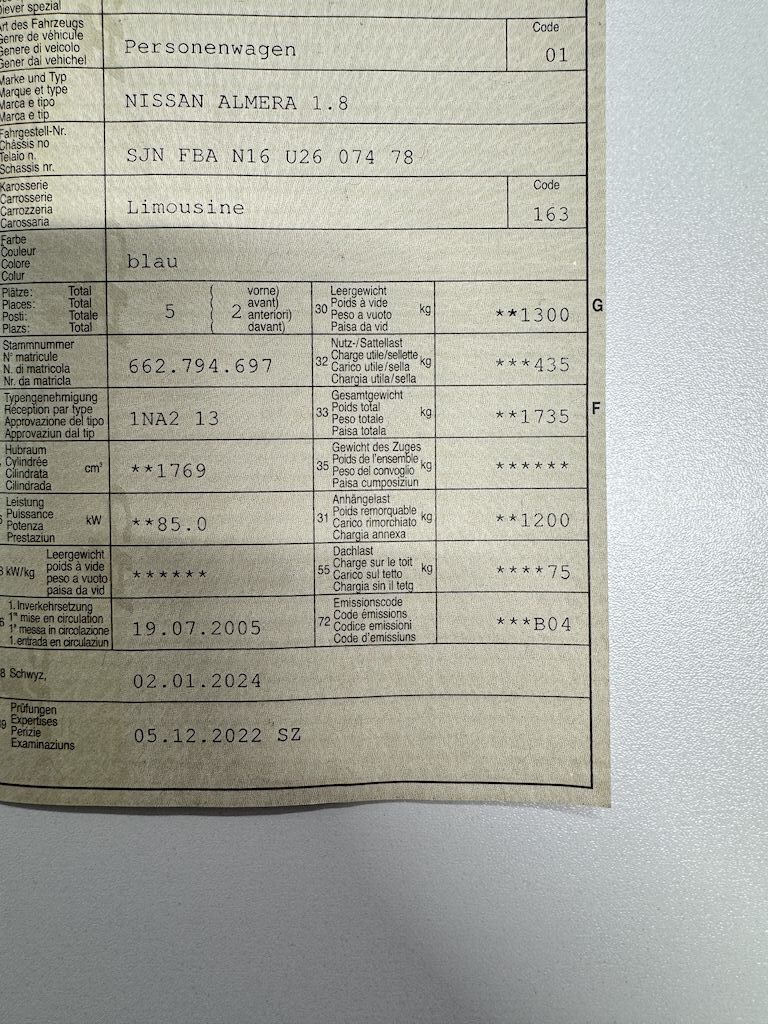 Diever spezial
Art des Fahrzeugs
Genre de véhicule
Genere di veicolo
Gener dal vehichel
Personenwagen
Code
01
Marke und Typ
Marque et type
Marca e tipo
Marca e tip
NISSAN ALMERA 1.8
Fahrgestell-Nr.
Châssis no
Telaio n.
Schassis nr.
SJN FBA N16 U26 074 78
Karosserie
Carrosserie
Carrozzeria
Carossaria
Limousine
Code
163
Farbe
Couleur
Colore
Colur
blau
Plätze: Total
Places: Total
Posti: Totale
Plazs: Total
5
( 2 vorne)
avant)
anteriori)
( davant)
30 Leergewicht
Poids à vide
Peso a vuoto
Paisa da vid
kg
**1300
G
Stammnummer
N° matricule
N. di matricola
Nr. da matricla
662.794.697
32 Nutz-/Sattellast
Charge utile/sellette
Carico utile/sella
Chargia utila/sella
kg
***435
Typengenehmigung
Réception par type
Approvazione del tipo
Approvaziun dal tip
1NA2 13
33 Gesamtgewicht
Poids total
Peso totale
Paisa totala
kg
**1735
F
Hubraum
Cylindrée
Cilindrata
Cilindrada
cm³
**1769
35 Gewicht des Zuges
Poids de l'ensemble
Peso del convoglio
Paisa cumposiziun
kg
******
Leistung
Puissance
Potenza
Prestaziun
kW
**85.0
31 Anhängelast
Poids remorquable
Carico rimorchiato
Chargia annexa
kg
**1200
kW/kg
Leergewicht
poids à vide
peso a vuoto
paisa da vid
******
55 Dachlast
Charge sur le toit
Carico sul tetto
Chargia sin il tetg
kg
****75
1. Inverkehrsetzung
1re mise en circulation
1a messa in circolazione
1. entrada en circulaziun
19.07.2005
72 Emissionscode
Code émissions
Codice emissioni
Code d'emissiuns
***B04
8 Schwyz,
02.01.2024
Prüfungen
Expertises
Perizie
Examinaziuns
05.12.2022 SZ